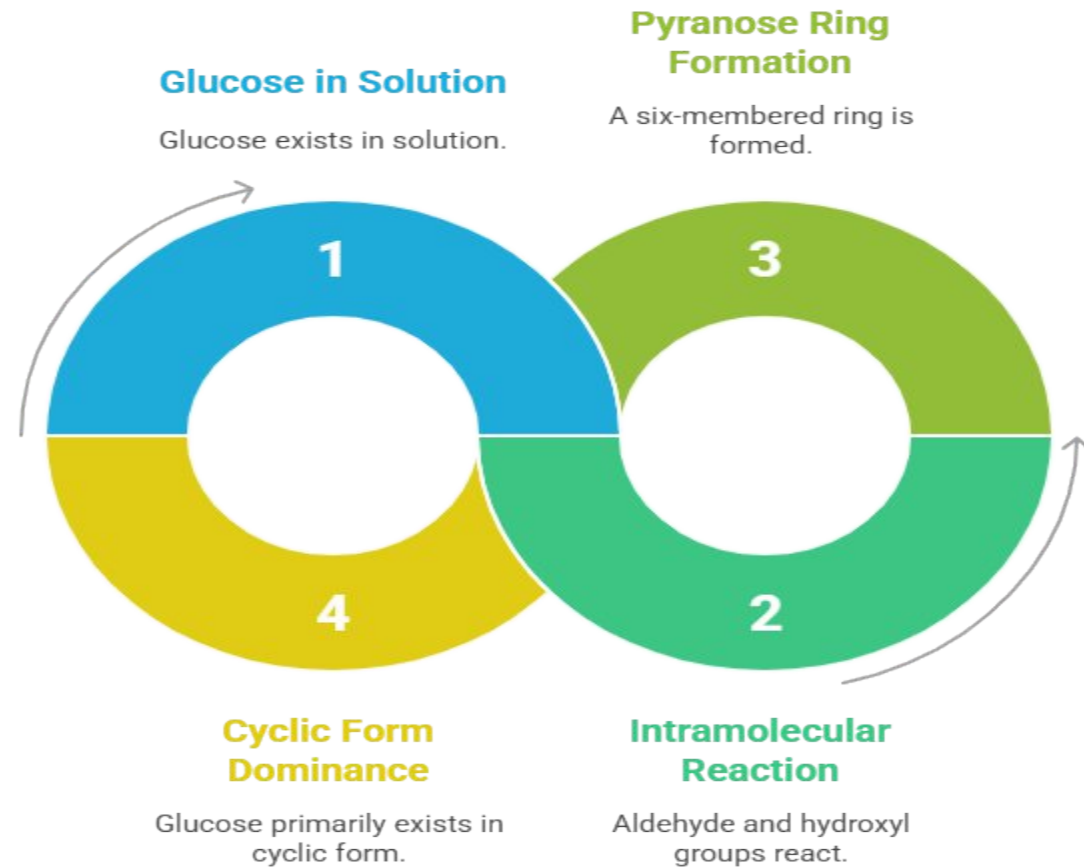 Glucose in Solution
Glucose exists in solution.
1
Pyranose Ring
Formation
A six-membered ring is
formed.
3
4
Cyclic Form
Dominance
Glucose primarily exists in
cyclic form.
2
Intramolecular
Reaction
Aldehyde and hydroxyl
groups react.